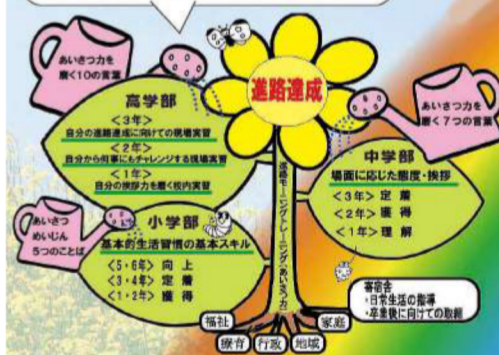 あいさつ力を
磨く10の言葉
進路達成
あいさつ力を
磨く7つの言葉
高学部
<3年>
自分の進路達成に向けての現場実習
<2年>
自分から何事にもチャレンジする現場実習
<1年>
自分の挨拶力を磨く校内実習
中学部
場面に応じた態度・挨拶
<3年> 定着
<2年> 獲得
<1年> 理解
あいさつ
めいじん
5つのことば
小学部
基本的生活習慣の基本スキル
<5・6年> 向上
<3・4年> 定着
<1・2年> 獲得
進路モーニングトレーニング(あいさつ力)
寄宿舎
・日常生活の指導
・卒業後に向けての取組
福祉
療育
行政
地域
家庭